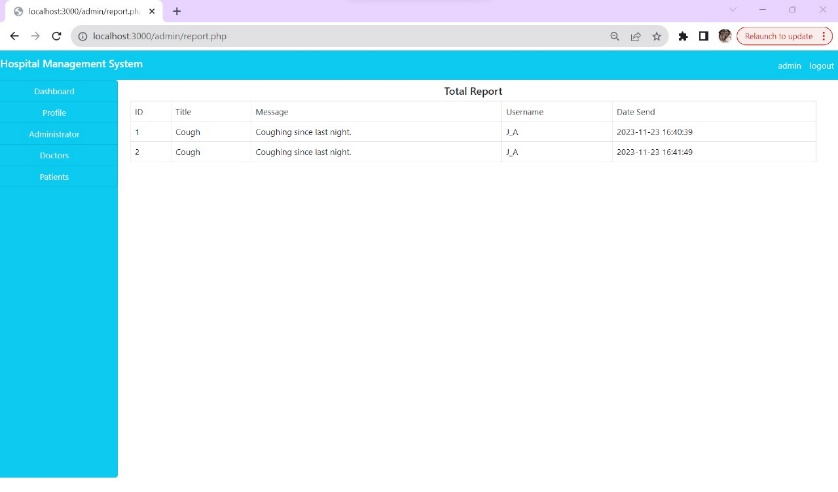 localhost:3000/admin/report.ph
localhost:3000/admin/report.php
Relaunch to update
Hospital Management System
admin logout
Dashboard
Profile
Administrator
Doctors
Patients
Total Report
ID Title Message Username Date Send
1 Cough Coughing since last night. J_A 2023-11-23 16:40:39
2 Cough Coughing since last night. J_A 2023-11-23 16:41:49